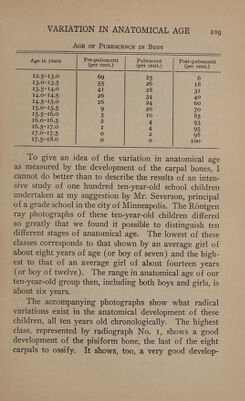 VARIATION IN ANATOMICAL AGE 109
AGE OF PUBESCENCE IN BOYS
Age in years Pre-pubescent (per cent.) Pubescent (per cent.) Post-pubescent (per cent.)
12.5-13.0 69 25 6
13.0-13.5 55 26 18
13.5-14.0 41 28 31
14.0-14.5 26 34 40
14.5-15.0 16 24 60
15.0-15.5 9 20 70
15.5-16.0 5 10 85
16.0-16.5 2 4 93
16.5-17.0 1 4 95
17.0-17.5 0 2 98
17.5-18.0 0 0 100
To give an idea of the variation in anatomical age
as measured by the development of the carpal bones, I
cannot do better than to describe the results of an inten-
sive study of one hundred ten-year-old school children
undertaken at my suggestion by Mr. Severson, principal
of a grade school in the city of Minneapolis. The Röntgen
ray photographs of these ten-year-old children differed
so greatly that we found it possible to distinguish ten
different stages of anatomical age. The lowest of these
classes corresponds to that shown by an average girl of
about eight years of age (or boy of seven) and the high-
est to that of an average girl of about fourteen years
(or boy of twelve). The range in anatomical age of our
ten-year-old group then, including both boys and girls, is
about six years.
The accompanying photographs show what radical
variations exist in the anatomical development of these
children, all ten years old chronologically. The highest
class, represented by radiograph No. 1, shows a good
development of the pisiform bone, the last of the eight
carpals to ossify. It shows, too, a very good develop-